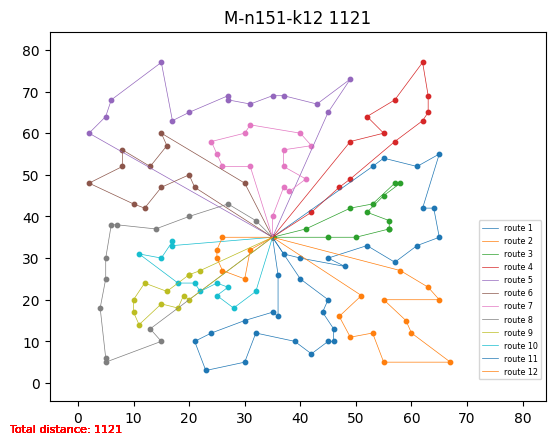 M-n151-k12 1121
80
70
60
50
40
30
20
10
0
0 10 20 30 40 50 60 70 80
route 1
route 2
route 3
route 4
route 5
route 6
route 7
route 8
route 9
route 10
route 11
route 12
Total distance: 1121